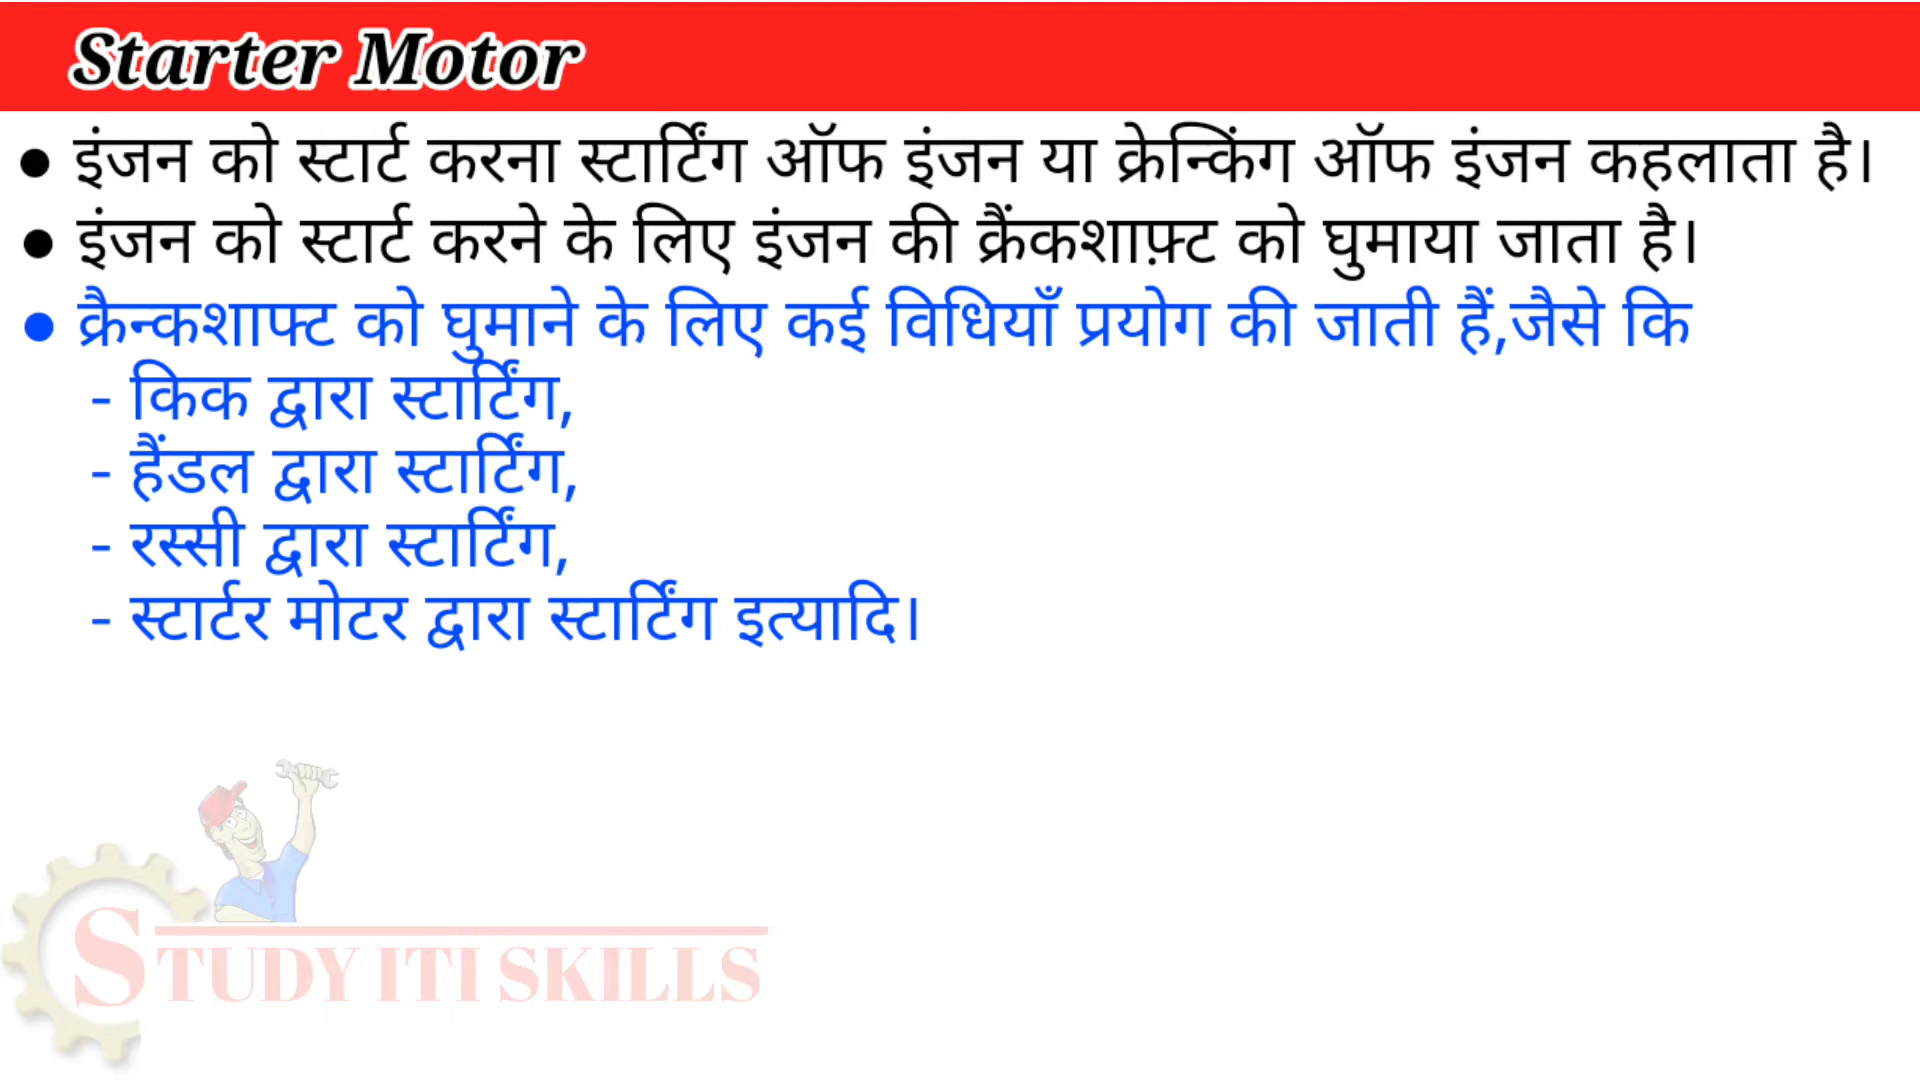 Starter Motor
● इंजन को स्टार्ट करना स्टार्टिंग ऑफ इंजन या क्रेन्किंग ऑफ इंजन कहलाता है।
● इंजन को स्टार्ट करने के लिए इंजन की क्रैंकशाफ़्ट को घुमाया जाता है।
● क्रैन्कशाफ्ट को घुमाने के लिए कई विधियाँ प्रयोग की जाती हैं,जैसे कि
- किक द्वारा स्टार्टिंग,
- हैंडल द्वारा स्टार्टिंग,
- रस्सी द्वारा स्टार्टिंग,
- स्टार्टर मोटर द्वारा स्टार्टिंग इत्यादि।
STUDY ITI SKILLS